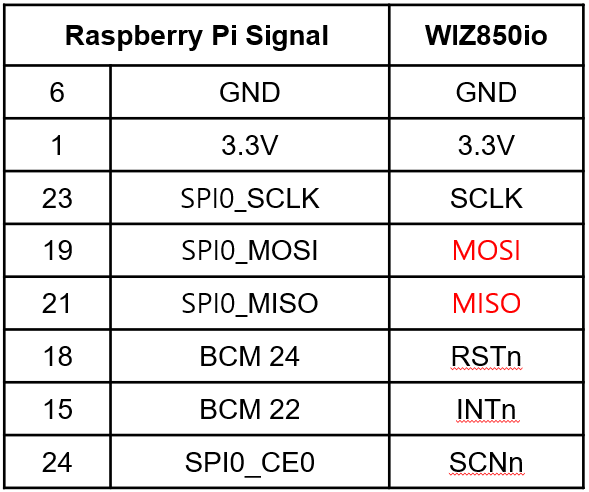 Raspberry Pi Signal WIZ850io
6 GND GND
1 3.3V 3.3V
23 SPI0_SCLK SCLK
19 SPI0_MOSI MOSI
21 SPI0_MISO MISO
18 BCM 24 RSTn
15 BCM 22 INTn
24 SPI0_CE0 SCNn